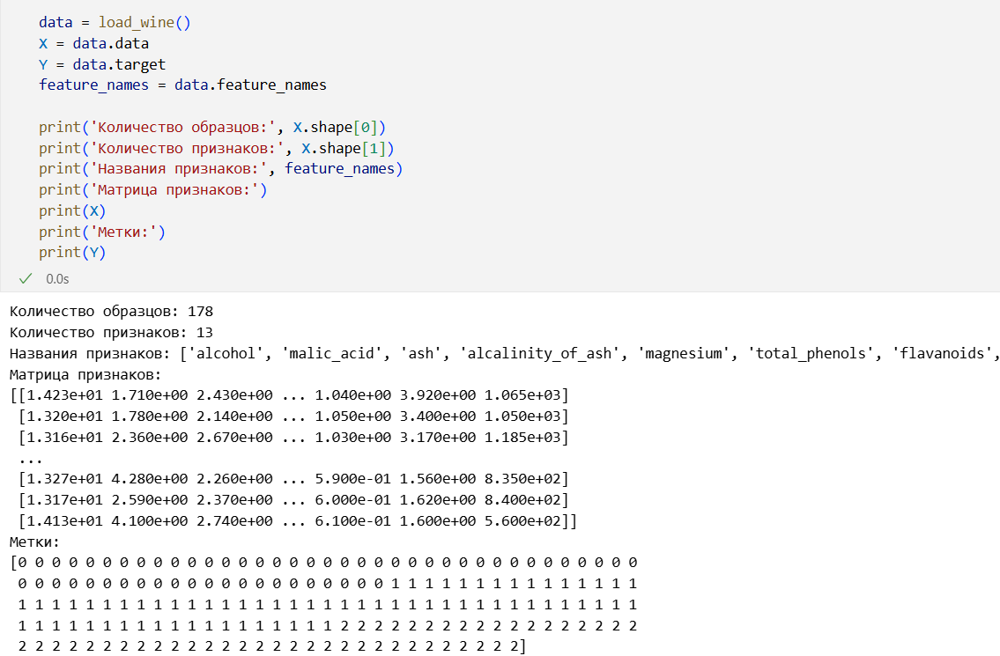 data = load_wine()
X = data.data
Y = data.target
feature_names = data.feature_names
print('Количество образцов:', X.shape[0])
print('Количество признаков:', X.shape[1])
print('Названия признаков:', feature_names)
print('Матрица признаков:')
print(X)
print('Метки:')
print(Y)
0.0s
Количество образцов: 178
Количество признаков: 13
Названия признаков: ['alcohol', 'malic_acid', 'ash', 'alcalinity_of_ash', 'magnesium', 'total_phenols', 'flavanoids',
Матрица признаков:
[[1.423e+01 1.710e+00 2.430e+00 ... 1.040e+00 3.920e+00 1.065e+03]
[1.320e+01 1.780e+00 2.140e+00 ... 1.050e+00 3.400e+00 1.050e+03]
[1.316e+01 2.360e+00 2.670e+00 ... 1.030e+00 3.170e+00 1.185e+03]
...
[1.327e+01 4.280e+00 2.260e+00 ... 5.900e-01 1.560e+00 8.350e+02]
[1.317e+01 2.590e+00 2.370e+00 ... 6.000e-01 1.620e+00 8.400e+02]
[1.413e+01 4.100e+00 2.740e+00 ... 6.100e-01 1.600e+00 5.600e+02]]
Метки:
[0 0 0 0 0 0 0 0 0 0 0 0 0 0 0 0 0 0 0 0 0 0 0 0 0 0 0 0 0 0 0 0 0 0 0 0 0
0 0 0 0 0 0 0 0 0 0 0 0 0 0 0 0 0 0 0 0 0 0 1 1 1 1 1 1 1 1 1 1 1 1 1 1 1
1 1 1 1 1 1 1 1 1 1 1 1 1 1 1 1 1 1 1 1 1 1 1 1 1 1 1 1 1 1 1 1 1 1 1 1 1
1 1 1 1 1 1 1 1 1 1 1 1 1 1 1 1 1 1 1 2 2 2 2 2 2 2 2 2 2 2 2 2 2 2 2 2 2
2 2 2 2 2 2 2 2 2 2 2 2 2 2 2 2 2 2 2 2 2 2 2 2 2 2 2 2 2 2]